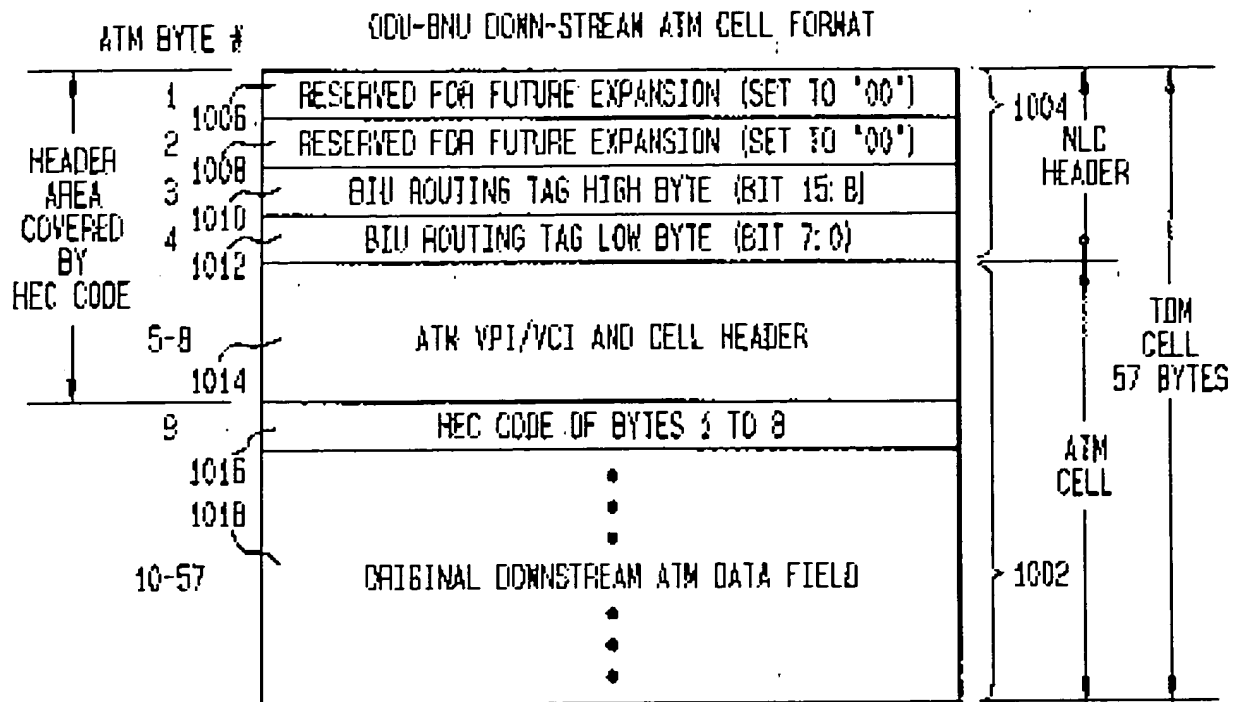 ODU-BNU DOWN-STREAM ATM CELL FORMAT
ATM BYTE #
1
RESERVED FOR FUTURE EXPANSION (SET TO "00")
1006
2
RESERVED FOR FUTURE EXPANSION (SET TO "00")
1008
3
BIU ROUTING TAG HIGH BYTE (BIT 15:8)
1010
4
BIU ROUTING TAG LOW BYTE (BIT 7:0)
1012
HEADER
AREA
COVERED
BY
HEC CODE
5-8
ATM VPI/VCI AND CELL HEADER
1014
9
HEC CODE OF BYTES 1 TO 8
1016
1018
10-57
ORIGINAL DOWNSTREAM ATM DATA FIELD
1004
NLC
HEADER
TDM
CELL
57 BYTES
ATM
CELL
1002